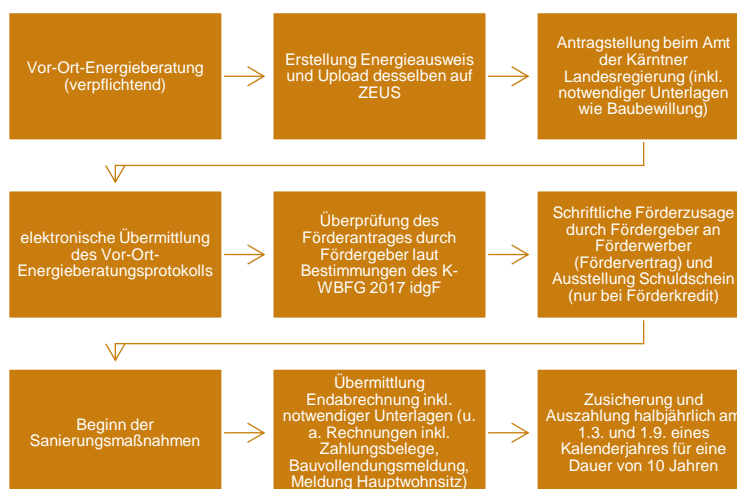 Vor-Ort-Energieberatung
(verpflichtend)
Erstellung Energieausweis
und Upload desselben auf
ZEUS
Antragstellung beim Amt
der Kärntner
Landesregierung (inkl.
notwendiger Unterlagen
wie Baubewillung)
elektronische Übermittlung
des Vor-Ort-
Energieberatungsprotokolls
Überprüfung des
Förderantrages durch
Fördergeber laut
Bestimmungen des K-
WBFG 2017 idgF
Schriftliche Förderzusage
durch Fördergeber an
Förderwerber
(Fördervertrag) und
Ausstellung Schuldschein
(nur bei Förderkredit)
Beginn der
Sanierungsmaßnahmen
Übermittlung
Endabrechnung inkl.
notwendiger Unterlagen (u.
a. Rechnungen inkl.
Zahlungsbelege,
Bauvollendungsmeldung,
Meldung Hauptwohnsitz)
Zusicherung und
Auszahlung halbjährlich am
1.3. und 1.9. eines
Kalenderjahres für eine
Dauer von 10 Jahren